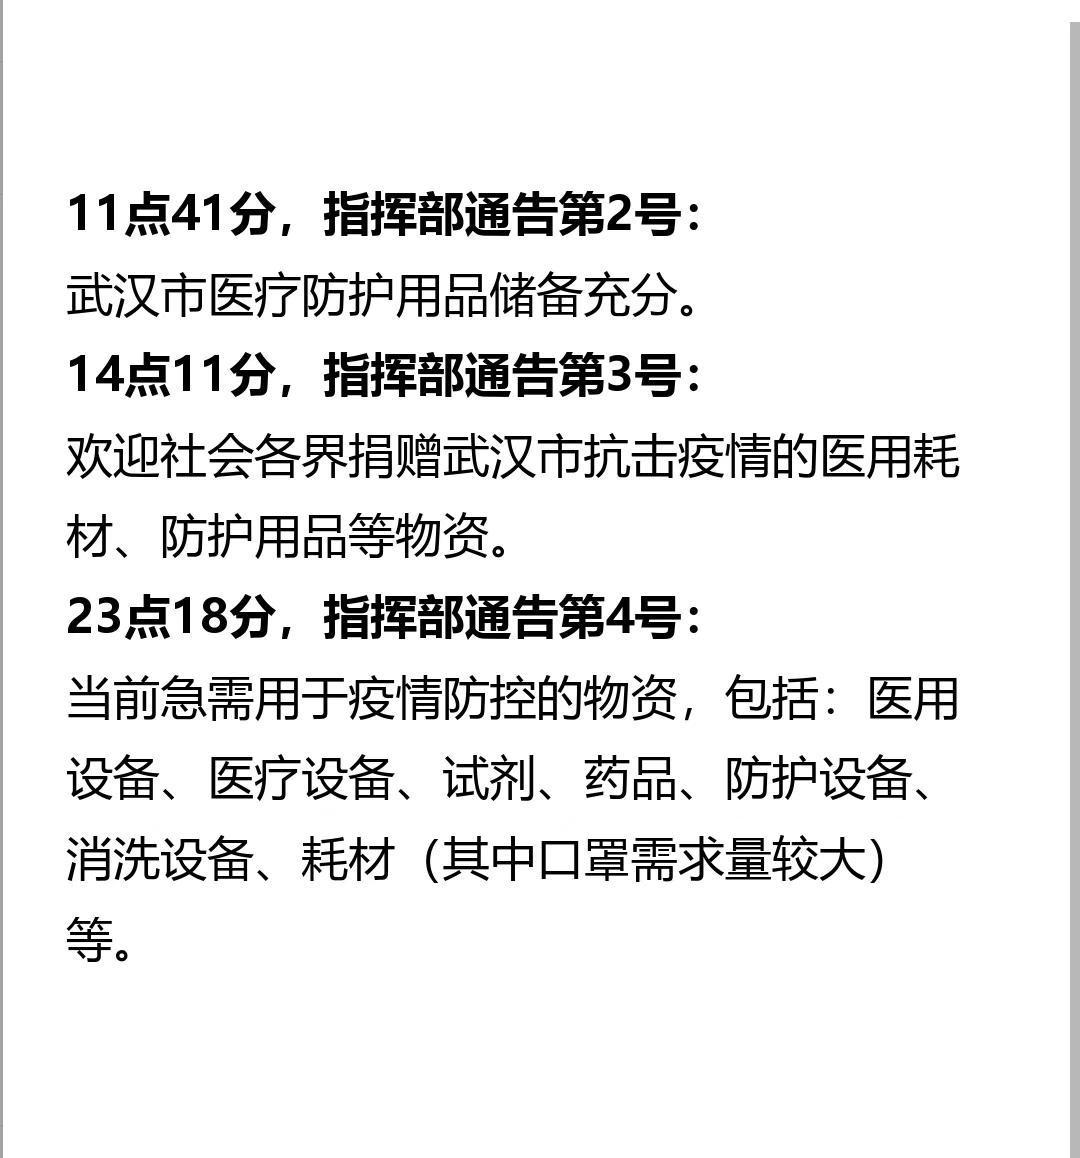 11点41分，指挥部通告第2号：
武汉市医疗防护用品储备充分。
14点11分，指挥部通告第3号：
欢迎社会各界捐赠武汉市抗击疫情的医用耗
材、防护用品等物资。
23点18分，指挥部通告第4号：
当前急需用于疫情防控的物资，包括：医用
设备、医疗设备、试剂、药品、防护设备、
消洗设备、耗材（其中口罩需求量较大）
等。